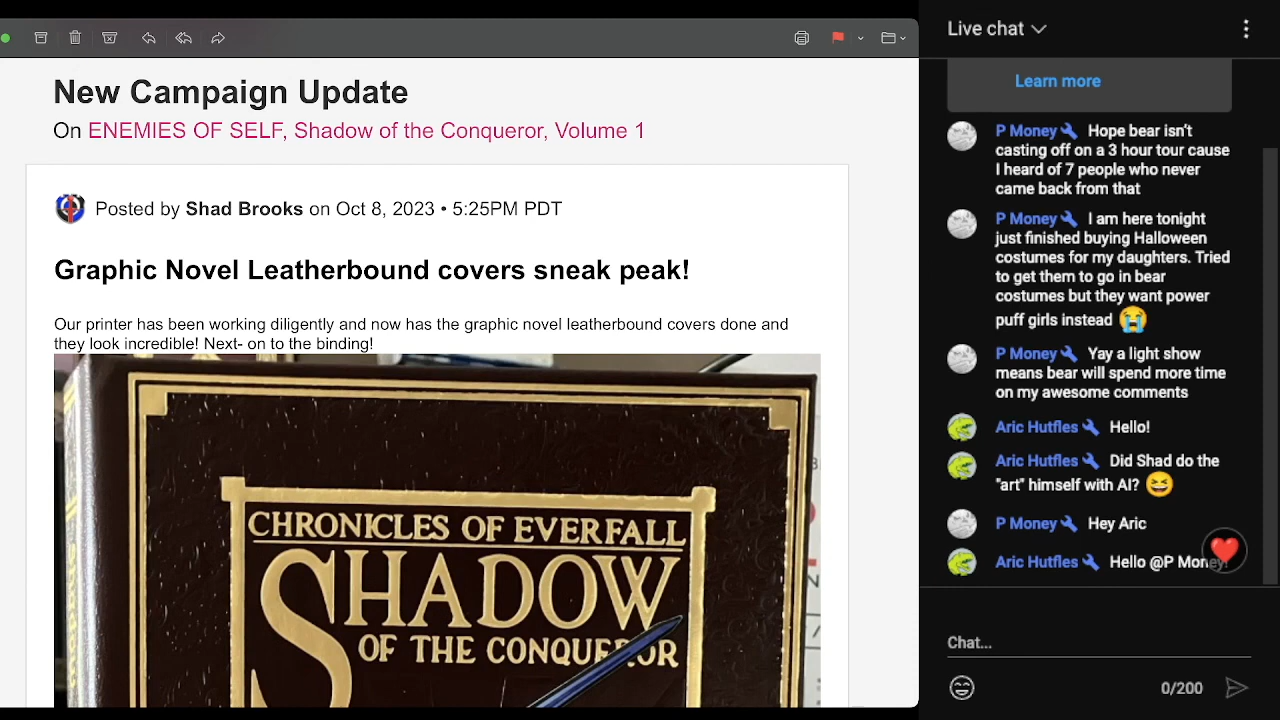 New Campaign Update
On ENEMIES OF SELF, Shadow of the Conqueror, Volume 1
Posted by Shad Brooks on Oct 8, 2023 • 5:25PM PDT
Graphic Novel Leatherbound covers sneak peak!
Our printer has been working diligently and now has the graphic novel leatherbound covers done and
they look incredible! Next- on to the binding!
CHRONICLES OF EVERFALL
SHADOW
OF THE CONQUEROR
Live chat
Learn more
P Money Hope bear isn't
casting off on a 3 hour tour cause
I heard of 7 people who never
came back from that
P Money I am here tonight
just finished buying Halloween
costumes for my daughters. Tried
to get them to go in bear
costumes but they want power
puff girls instead 😭
P Money Yay a light show
means bear will spend more time
on my awesome comments
Aric Hutfles Hello!
Aric Hutfles Did Shad do the
"art" himself with AI? 😆
P Money Hey Aric
Aric Hutfles Hello @P Money!
Chat...
0/200